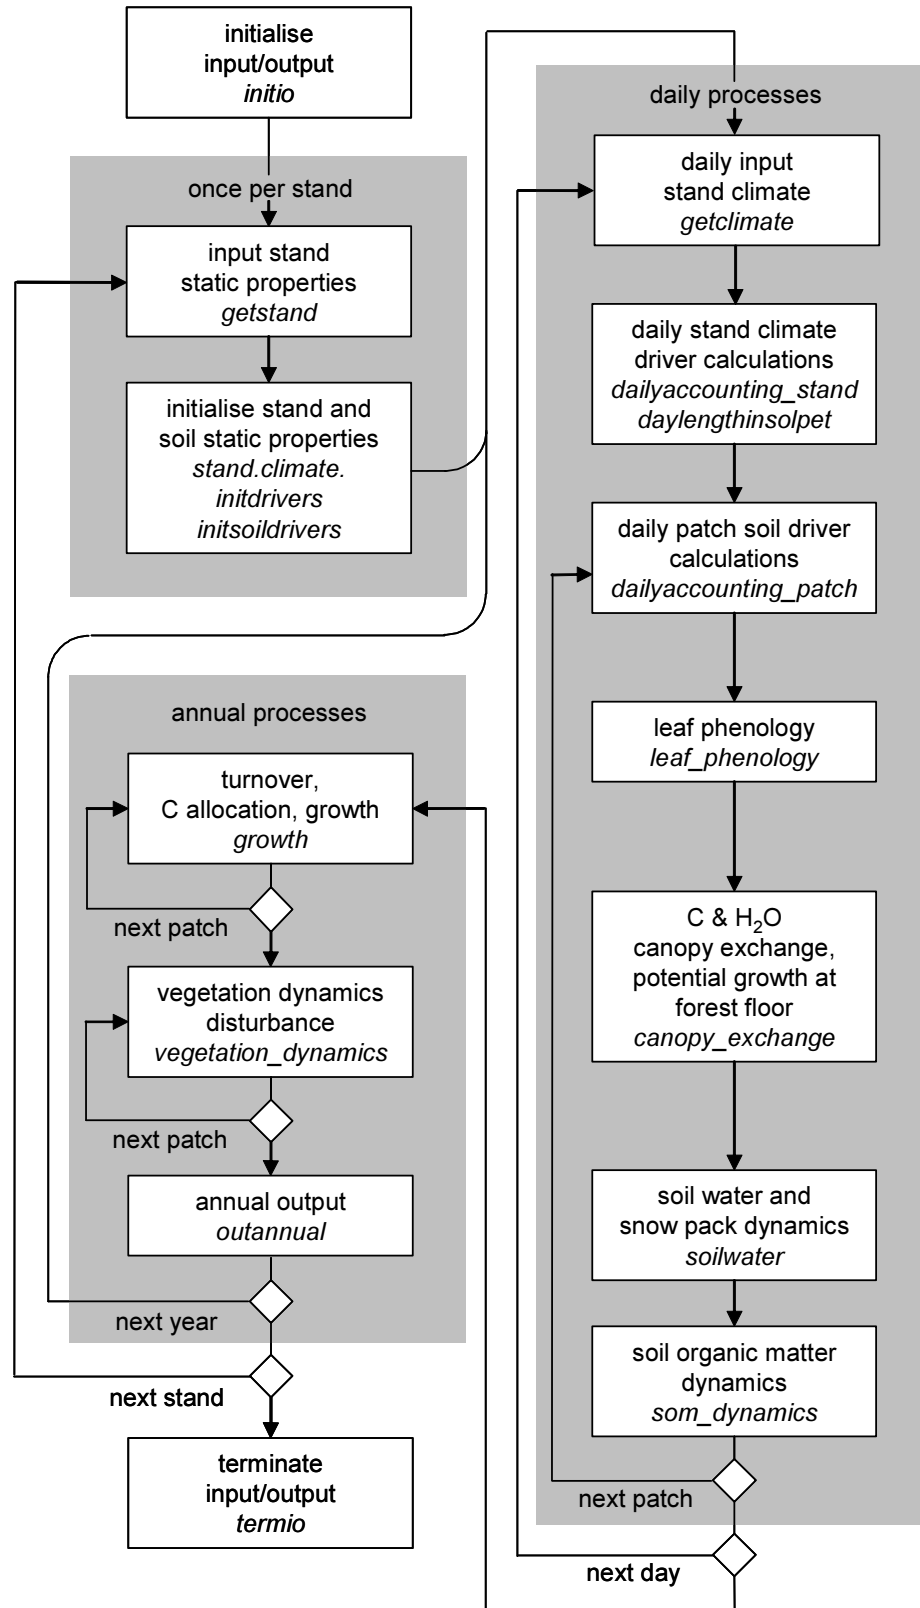 initialise
input/output
initio
once per stand
input stand
static properties
getstand
initialise stand and
soil static properties
stand.climate.
initdrivers
initsoildrivers
annual processes
turnover,
C allocation, growth
growth
next patch
vegetation dynamics
disturbance
vegetation_dynamics
next patch
annual output
outannual
next year
next stand
terminate
input/output
termio
daily processes
daily input
stand climate
getclimate
daily stand climate
driver calculations
dailyaccounting_stand
daylengthinsolpet
daily patch soil driver
calculations
dailyaccounting_patch
leaf phenology
leaf_phenology
C & H₂O
canopy exchange,
potential growth at
forest floor
canopy_exchange
soil water and
snow pack dynamics
soilwater
soil organic matter
dynamics
som_dynamics
next patch
next day